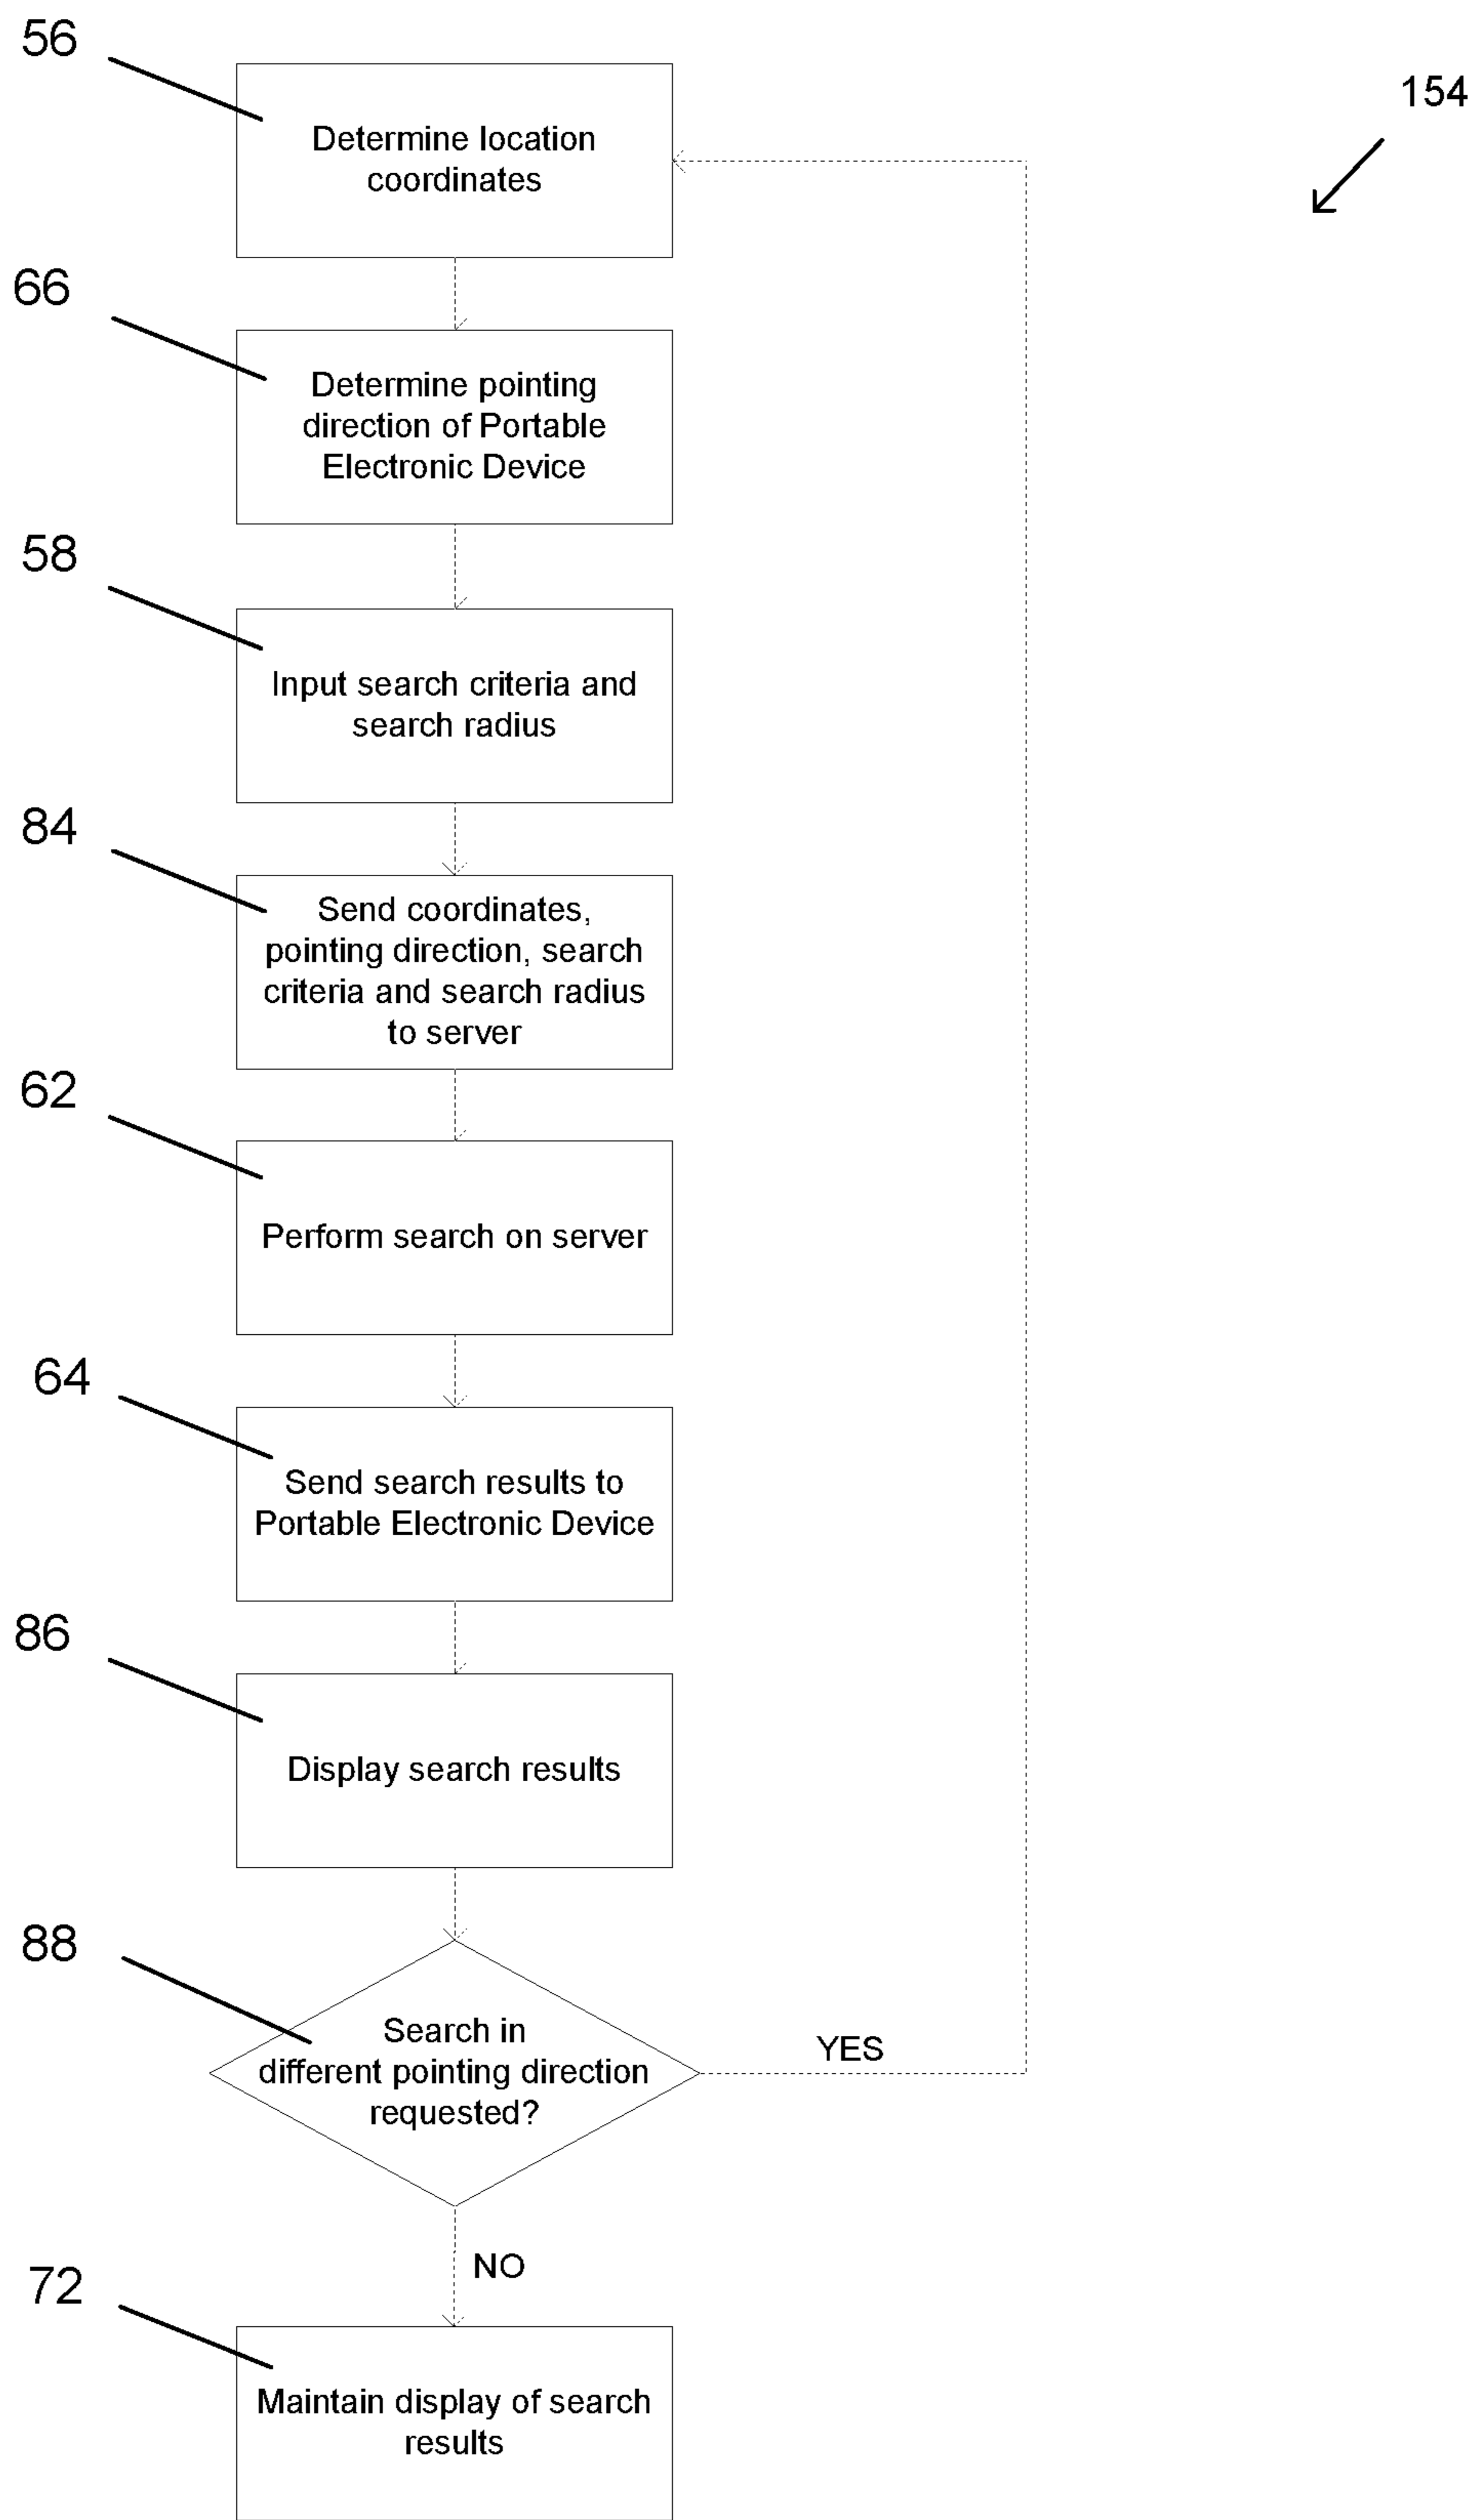 56
154
Determine location
coordinates
66
Determine pointing
direction of Portable
Electronic Device
58
Input search criteria and
search radius
84
Send coordinates,
pointing direction, search
criteria and search radius
to server
62
Perform search on server
64
Send search results to
Portable Electronic Device
86
Display search results
88
Search in
different pointing direction
requested?
YES
NO
72
Maintain display of search
results